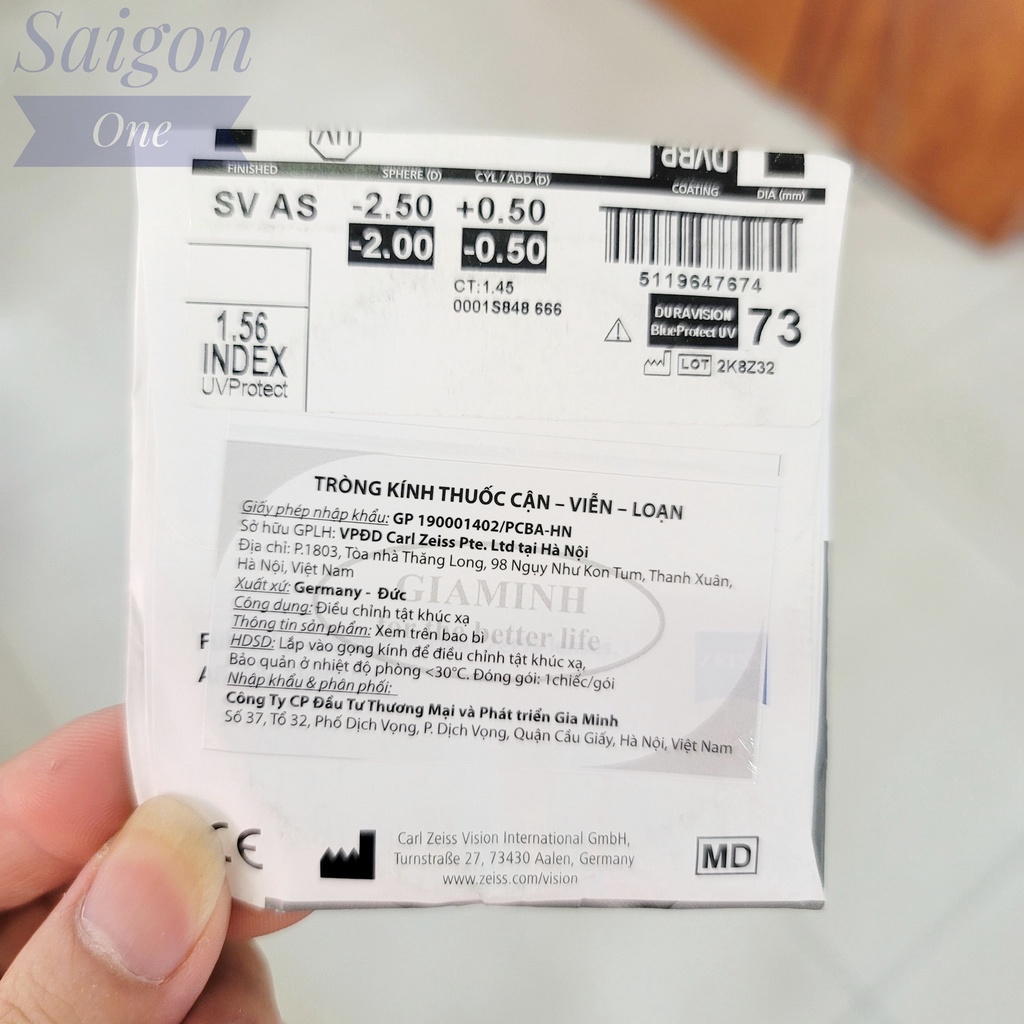 Saigon
One
DVBP
FINISHED SPHERE (D) CYL / ADD (D) COATING DIA (mm)
SV AS -2.50 +0.50
-2.00 -0.50
CT:1.45
0001S848 666
5119647674
DURAVISION
BlueProtect UV
73
LOT 2K8Z32
1.56
INDEX
UVProtect
TRÒNG KÍNH THUỐC CẬN – VIỄN – LOẠN
Giấy phép nhập khẩu: GP 190001402/PCBA-HN
Sở hữu GPLH: VPĐD Carl Zeiss Pte. Ltd tại Hà Nội
Địa chỉ: P.1803, Tòa nhà Thăng Long, 98 Ngụy Như Kon Tum, Thanh Xuân,
Hà Nội, Việt Nam
Xuất xứ: Germany - Đức
Công dụng: Điều chỉnh tật khúc xạ
Thông tin sản phẩm: Xem trên bao bì
HDSD: Lắp vào gọng kính để điều chỉnh tật khúc xạ,
Bảo quản ở nhiệt độ phòng <30°C. Đóng gói: 1chiếc/gói
Nhập khẩu & phân phối:
Công Ty CP Đầu Tư Thương Mại và Phát triển Gia Minh
Số 37, Tổ 32, Phố Dịch Vọng, P. Dịch Vọng, Quận Cầu Giấy, Hà Nội, Việt Nam
GIAMINH
for the better life
CE
Carl Zeiss Vision International GmbH,
Turnstraße 27, 73430 Aalen, Germany
www.zeiss.com/vision
MD